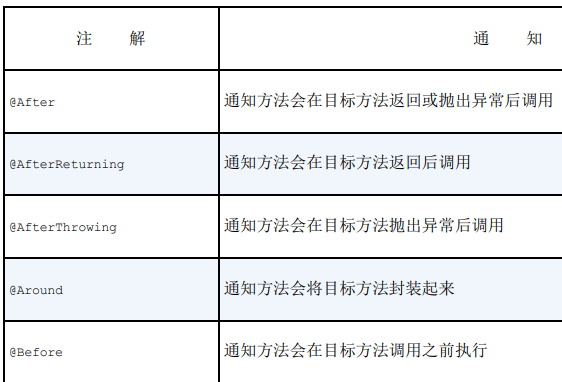 注 解 通 知
@After 通知方法会在目标方法返回或抛出异常后调用
@AfterReturning 通知方法会在目标方法返回后调用
@AfterThrowing 通知方法会在目标方法抛出异常后调用
@Around 通知方法会将目标方法封装起来
@Before 通知方法会在目标方法调用之前执行